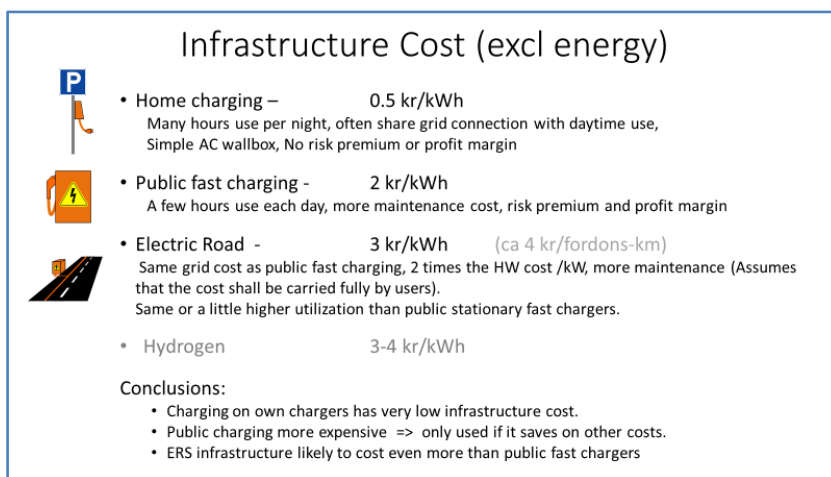 Infrastructure Cost (excl energy)
P
• Home charging – 0.5 kr/kWh
Many hours use per night, often share grid connection with daytime use,
Simple AC wallbox, No risk premium or profit margin
• Public fast charging - 2 kr/kWh
A few hours use each day, more maintenance cost, risk premium and profit margin
• Electric Road - 3 kr/kWh (ca 4 kr/fordons-km)
Same grid cost as public fast charging, 2 times the HW cost /kW, more maintenance (Assumes
that the cost shall be carried fully by users).
Same or a little higher utilization than public stationary fast chargers.
• Hydrogen 3-4 kr/kWh
Conclusions:
• Charging on own chargers has very low infrastructure cost.
• Public charging more expensive => only used if it saves on other costs.
• ERS infrastructure likely to cost even more than public fast chargers